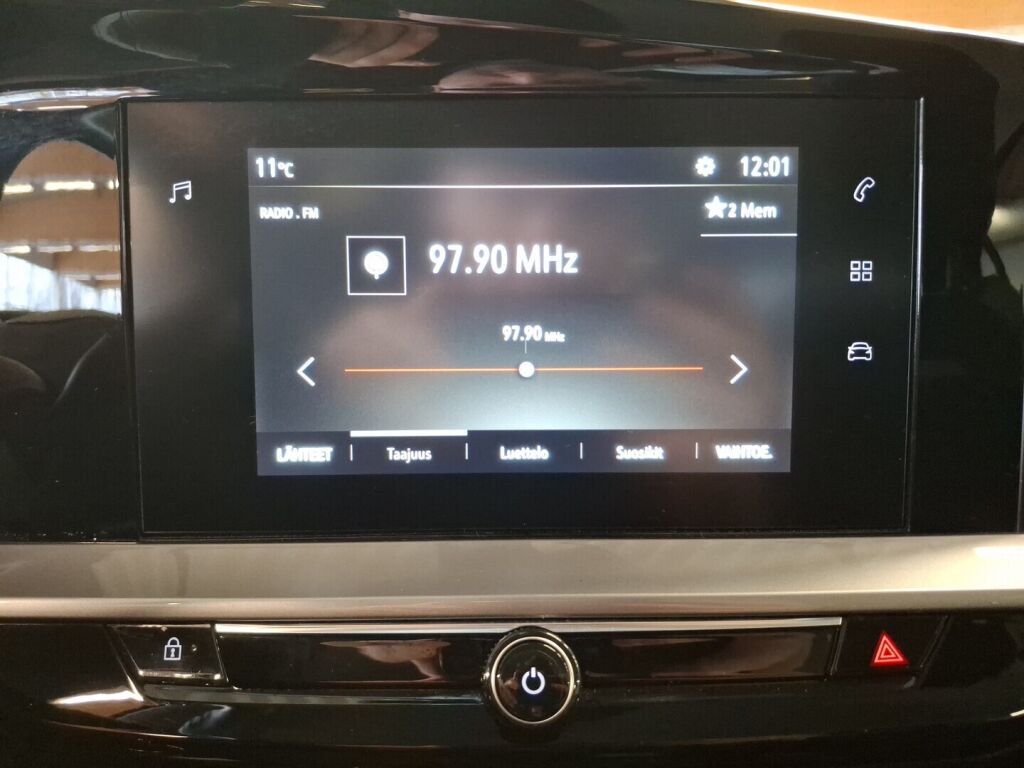 11°C
12:01
RADIO . FM
2 Mem
97.90 MHz
97.90 MHz
LÄHTEET
Taajuus
Luettelo
Suosikit
VAIHTOE.